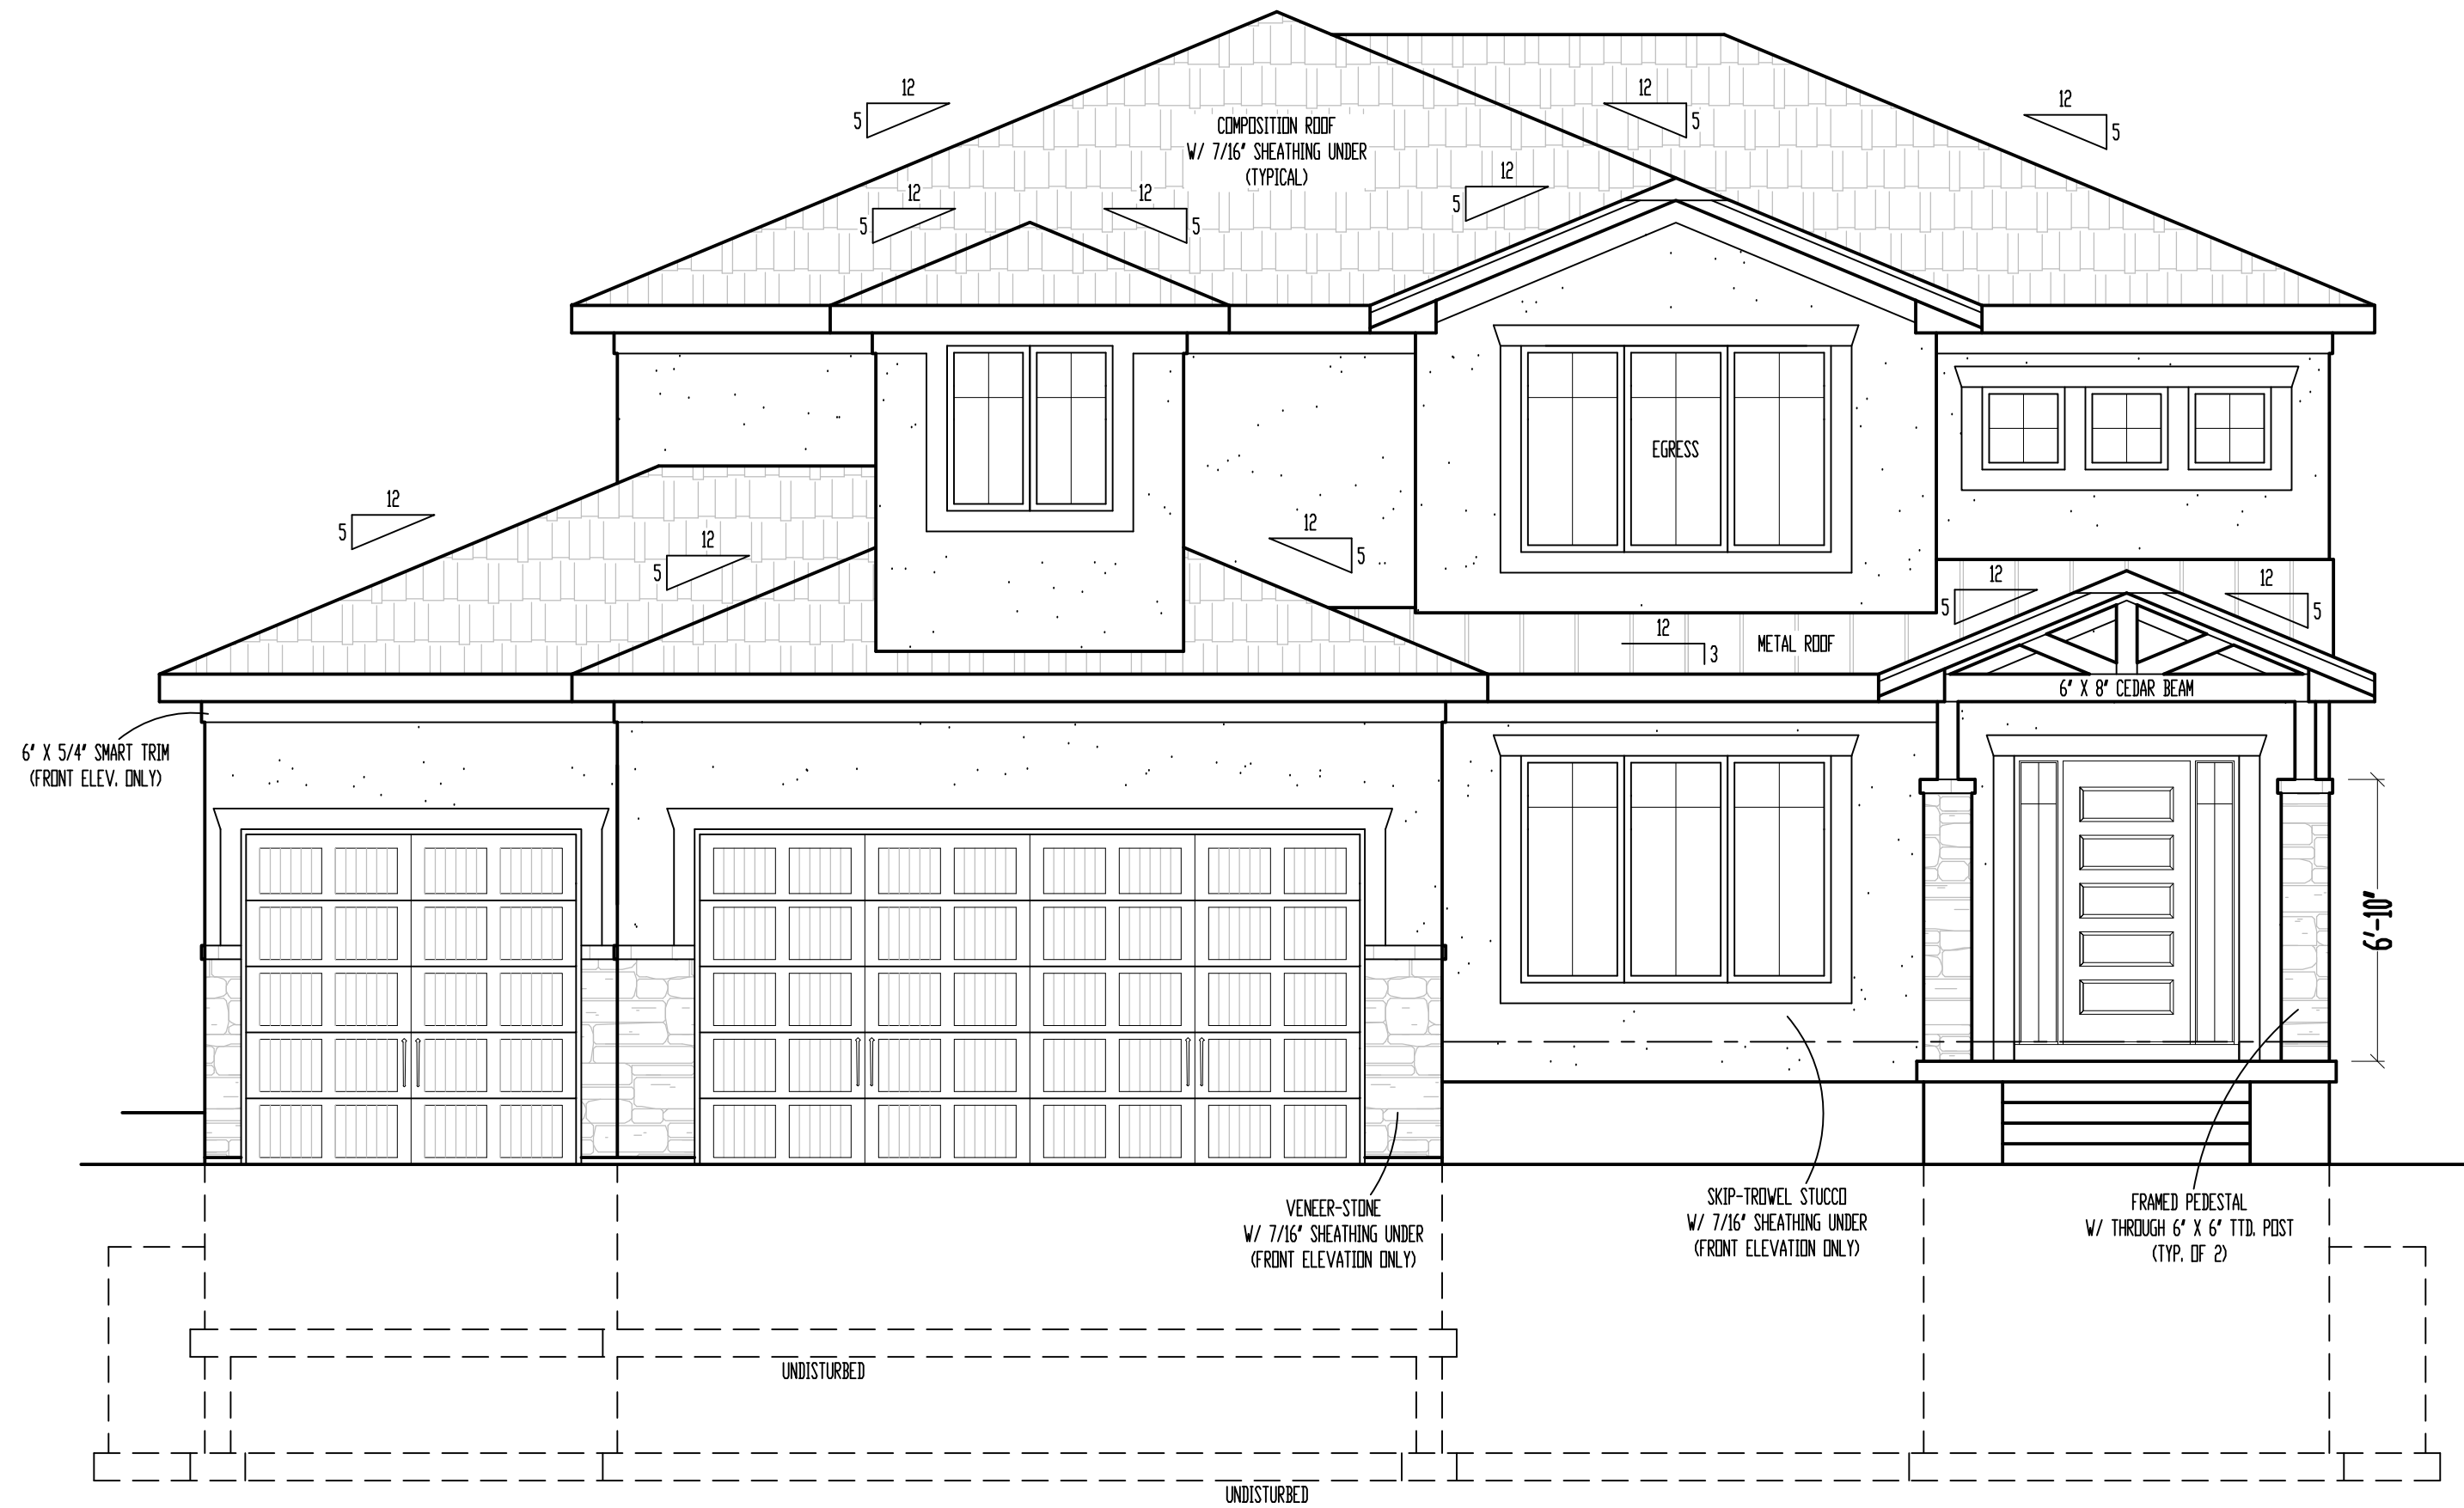 12
5
12
5
12
5
COMPOSITION ROOF
W/ 7/16" SHEATHING UNDER
(TYPICAL)
12
5
12
5
12
5
EGRESS
12
5
12
5
12
5
12
5
12
5
12
3
METAL ROOF
6" X 8" CEDAR BEAM
6" X 5/4" SMART TRIM
(FRONT ELEV. ONLY)
6'-10"
VENEER-STONE
W/ 7/16" SHEATHING UNDER
(FRONT ELEVATION ONLY)
SKIP-TROWEL STUCCO
W/ 7/16" SHEATHING UNDER
(FRONT ELEVATION ONLY)
FRAMED PEDESTAL
W/ THROUGH 6" X 6" TTD. POST
(TYP. OF 2)
UNDISTURBED
UNDISTURBED